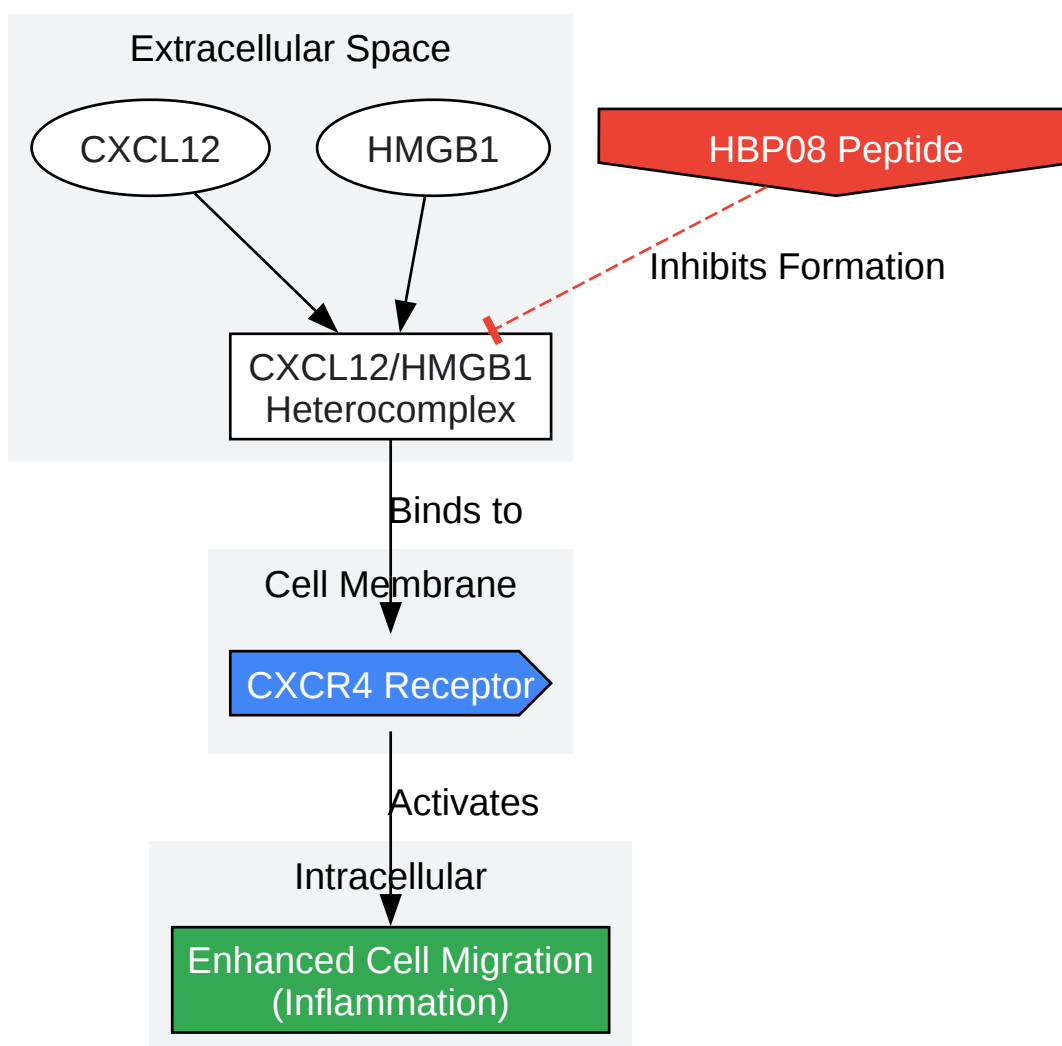 Extracellular Space
CXCL12
HMGB1
HBP08 Peptide
Inhibits Formation
CXCL12/HMGB1
Heterocomplex
Binds to
Cell Membrane
CXCR4 Receptor
Activates
Intracellular
Enhanced Cell Migration
(Inflammation)